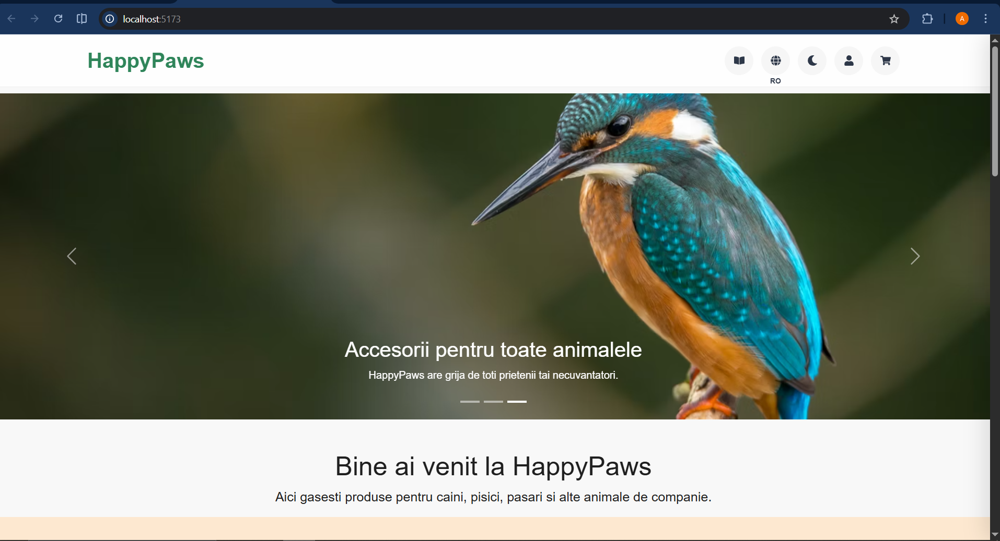 localhost:5173
A
HappyPaws
RO
Accesorii pentru toate animalele
HappyPaws are grija de toti prietenii tai necuvantatori.
Bine ai venit la HappyPaws
Aici gasesti produse pentru caini, pisici, pasari si alte animale de companie.